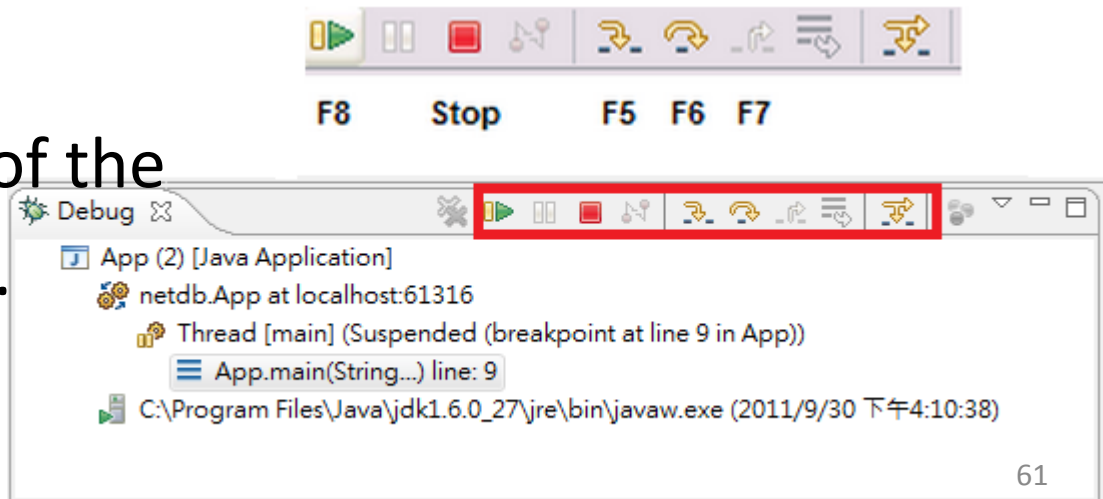 F8 Stop F5 F6 F7
of the
.
Debug
App (2) [Java Application]
netdb.App at localhost:61316
Thread [main] (Suspended (breakpoint at line 9 in App))
App.main(String...) line: 9
C:\Program Files\Java\jdk1.6.0_27\jre\bin\javaw.exe (2011/9/30 下午4:10:38)
61